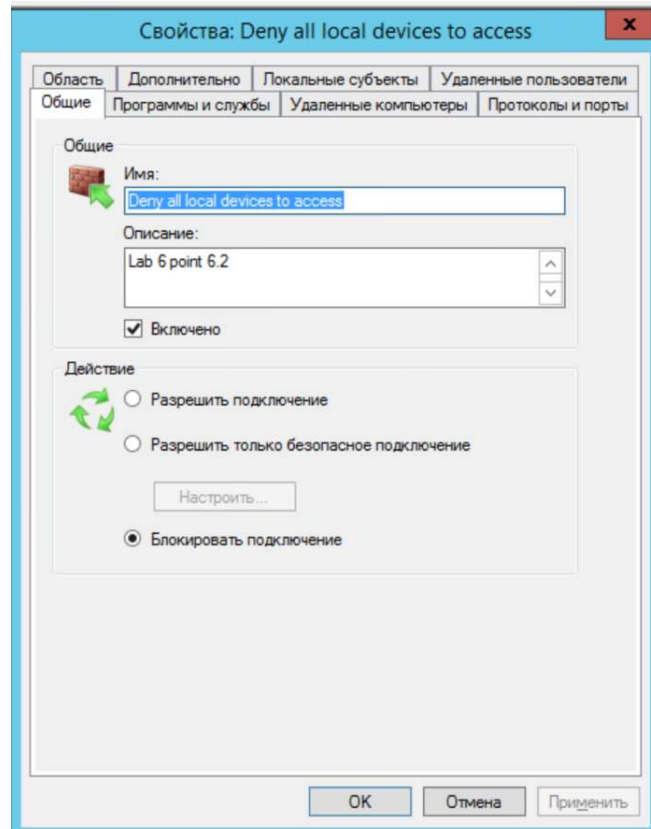 Свойства: Deny all local devices to access
x
Область Дополнительно Локальные субъекты Удаленные пользователи
Общие Программы и службы Удаленные компьютеры Протоколы и порты
Общие
Имя:
Deny all local devices to access
Описание:
Lab 6 point 6.2
Включено
Действие
Разрешить подключение
Разрешить только безопасное подключение
Настроить...
Блокировать подключение
OK Отмена Применить